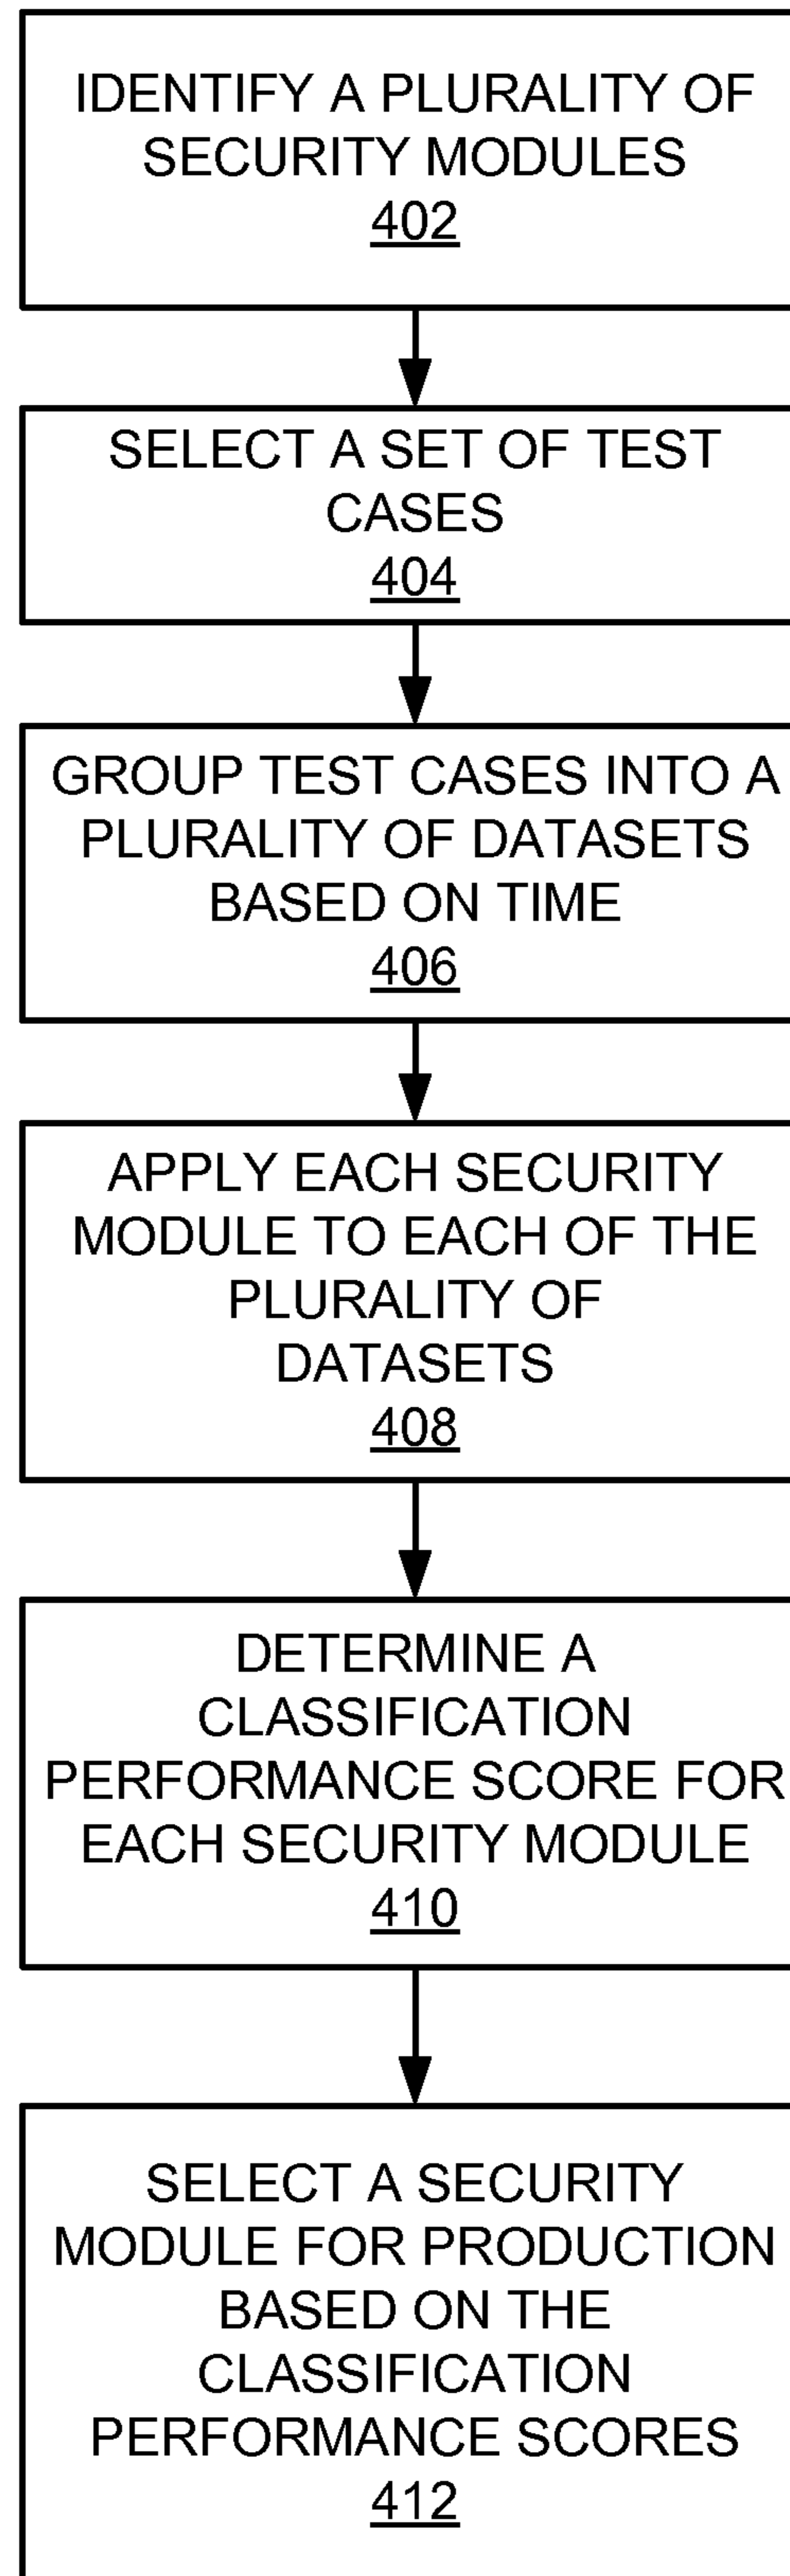 IDENTIFY A PLURALITY OF
SECURITY MODULES
402
SELECT A SET OF TEST
CASES
404
GROUP TEST CASES INTO A
PLURALITY OF DATASETS
BASED ON TIME
406
APPLY EACH SECURITY
MODULE TO EACH OF THE
PLURALITY OF
DATASETS
408
DETERMINE A
CLASSIFICATION
PERFORMANCE SCORE FOR
EACH SECURITY MODULE
410
SELECT A SECURITY
MODULE FOR PRODUCTION
BASED ON THE
CLASSIFICATION
PERFORMANCE SCORES
412